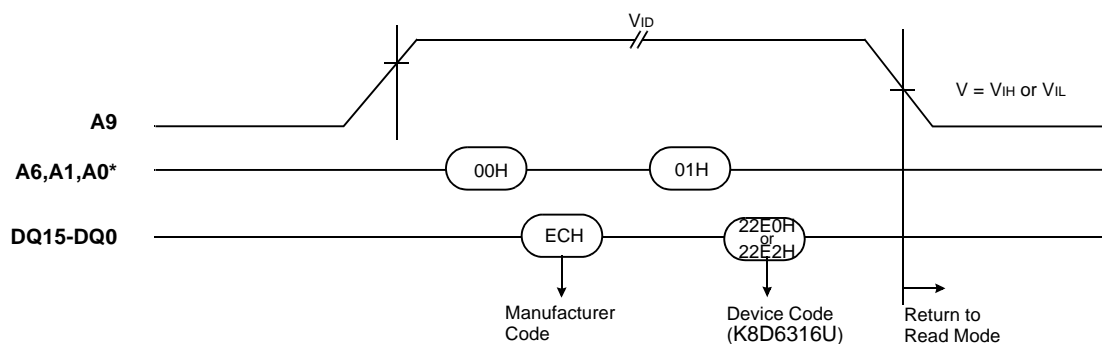 VID
V = VIH or VIL
A9
A6,A1,A0*
00H
01H
DQ15-DQ0
ECH
22E0H
or
22E2H
Manufacturer
Code
Device Code
(K8D6316U)
Return to
Read Mode